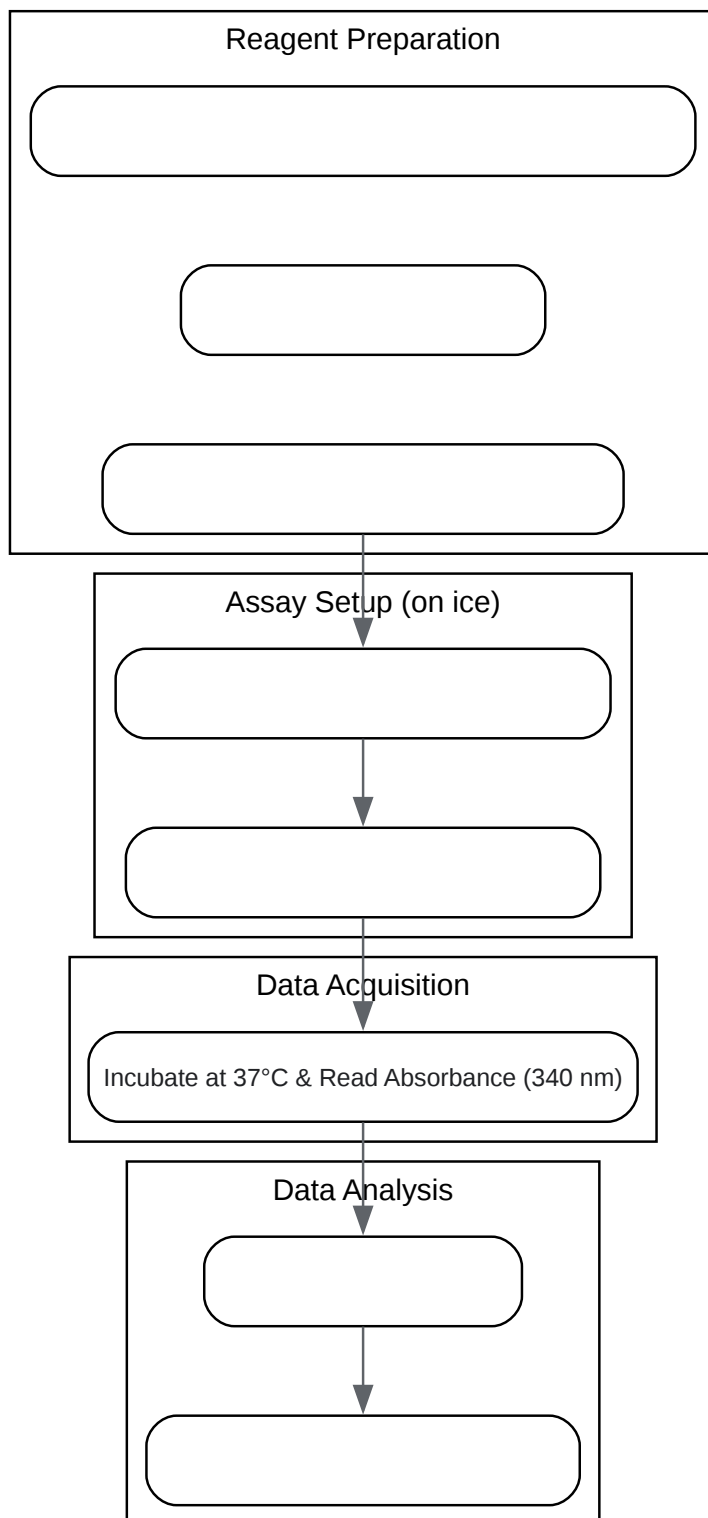 Reagent Preparation
Assay Setup (on ice)
Data Acquisition
Incubate at 37°C & Read Absorbance (340 nm)
Data Analysis